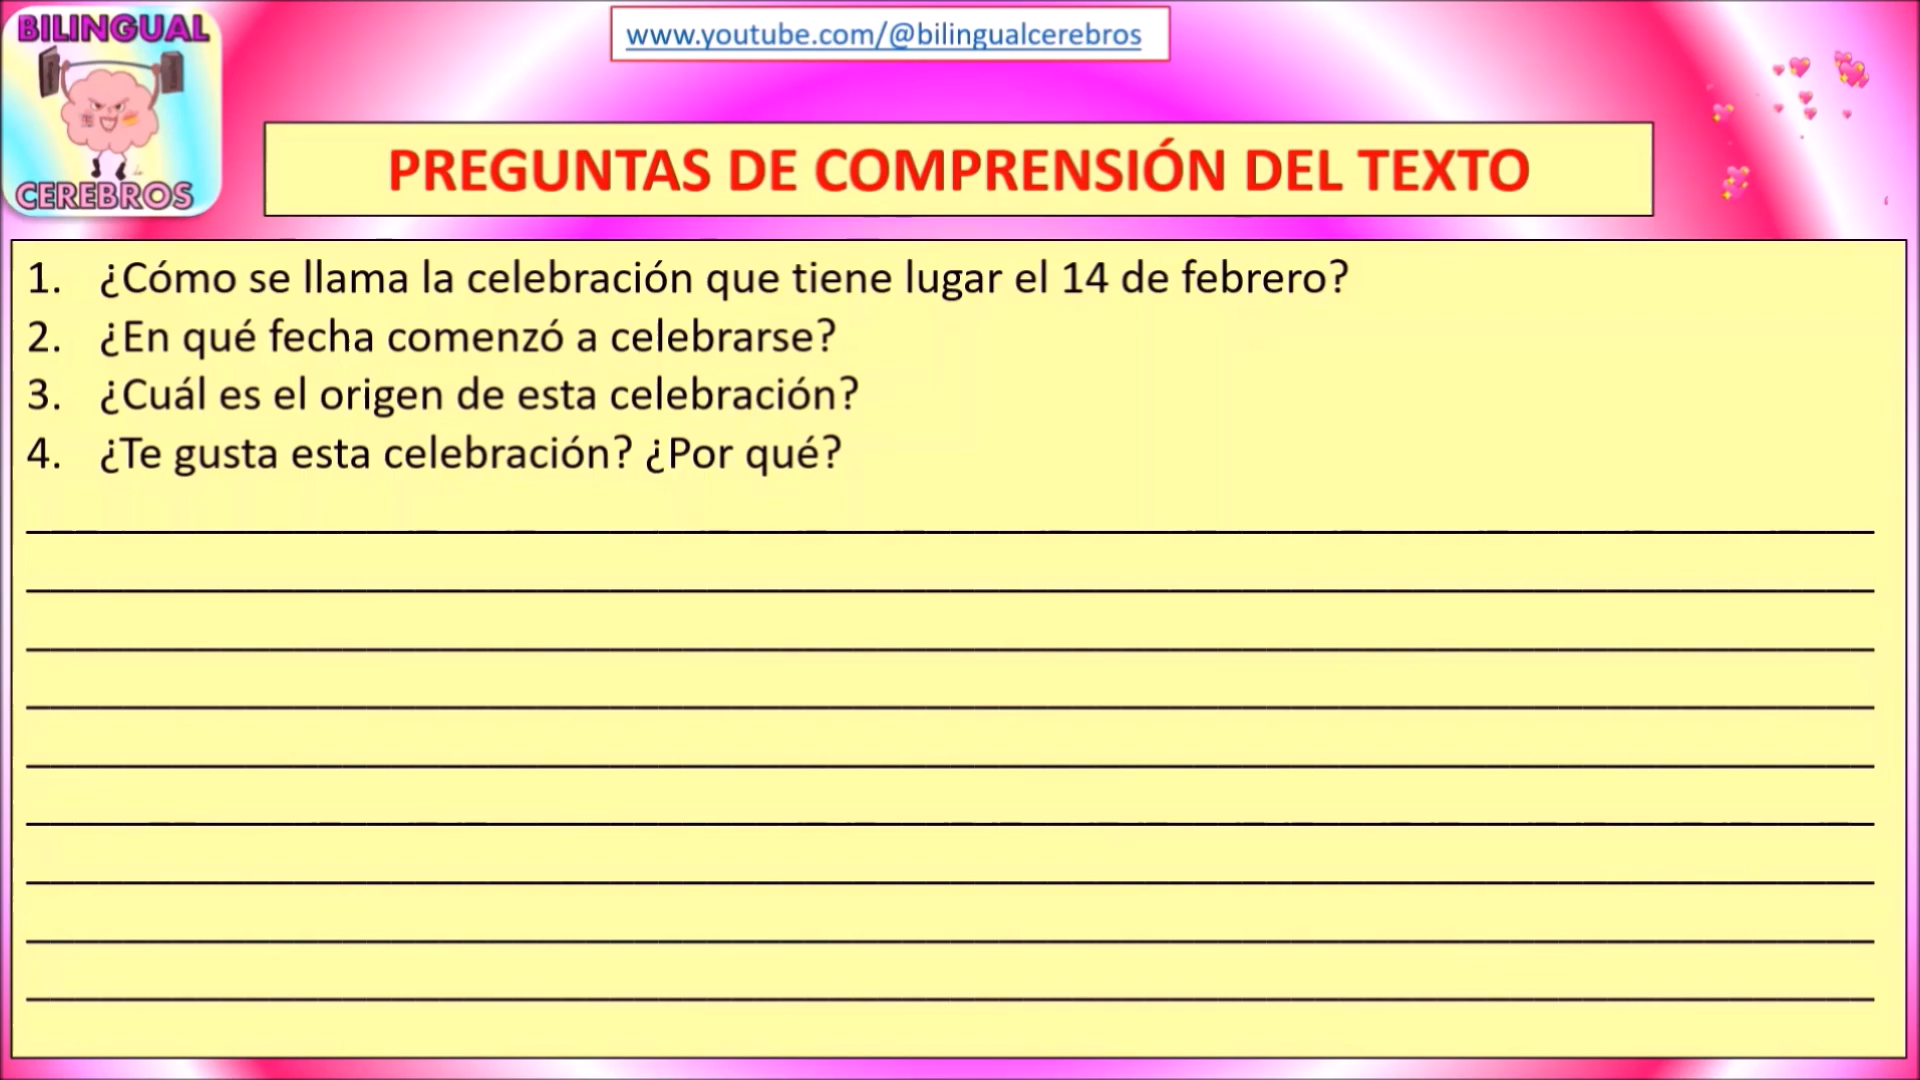 BILINGUAL
CEREBROS
www.youtube.com/@bilingualcerebros
PREGUNTAS DE COMPRENSIÓN DEL TEXTO
1. ¿Cómo se llama la celebración que tiene lugar el 14 de febrero?
2. ¿En qué fecha comenzó a celebrarse?
3. ¿Cuál es el origen de esta celebración?
4. ¿Te gusta esta celebración? ¿Por qué?